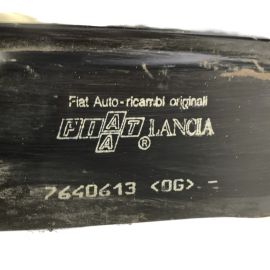 Fiat Auto-ricambi originali
FIAT LANCIA
A ®
7640613 <OG> -